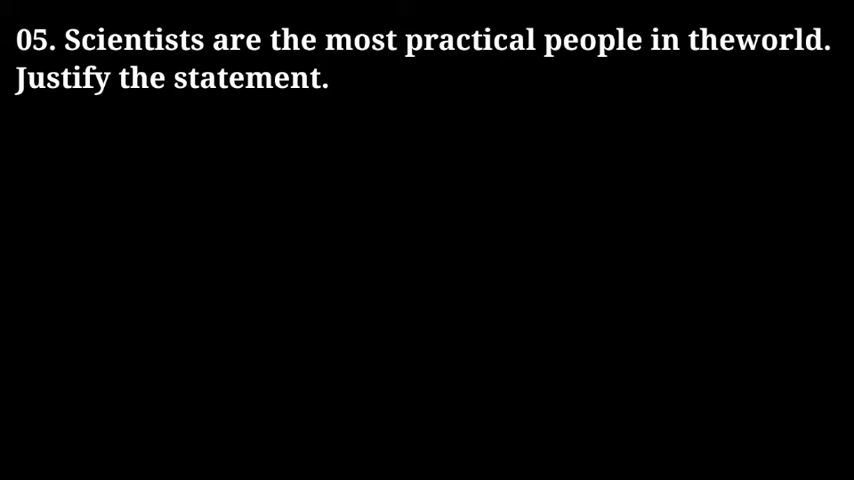 05. Scientists are the most practical people in theworld.
Justify the statement.